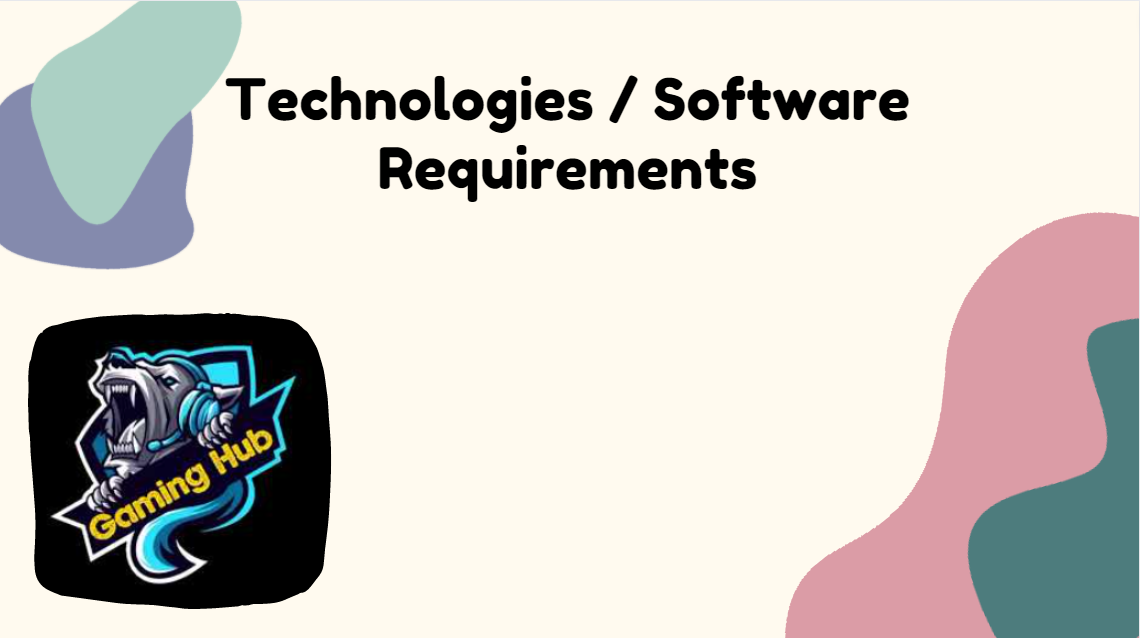 Technologies / Software
Requirements
Gaming Hub